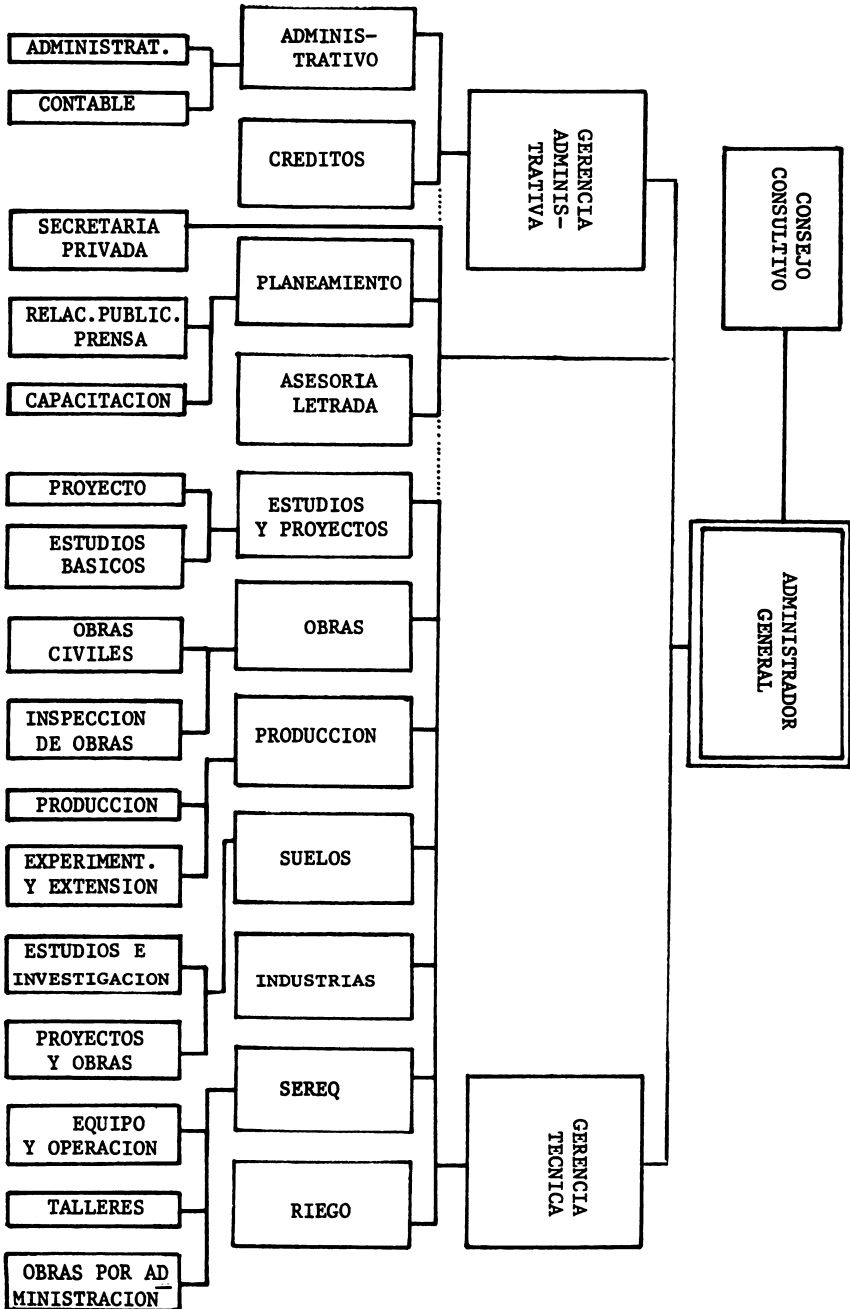 CONSEJO
CONSULTIVO
ADMINISTRADOR
GENERAL
GERENCIA
ADMINIS-
TRATIVA
GERENCIA
TECNICA
ADMINIS-
TRATIVO
CREDITOS
PLANEAMIENTO
ASESORIA
LETRADA
ESTUDIOS
Y PROYECTOS
OBRAS
PRODUCCION
SUELOS
INDUSTRIAS
SEREQ
RIEGO
ADMINISTRAT.
CONTABLE
SECRETARIA
PRIVADA
RELAC.PUBLIC.
PRENSA
CAPACITACION
PROYECTO
ESTUDIOS
BASICOS
OBRAS
CIVILES
INSPECCION
DE OBRAS
PRODUCCION
EXPERIMENT.
Y EXTENSION
ESTUDIOS E
INVESTIGACION
PROYECTOS
Y OBRAS
EQUIPO
Y OPERACION
TALLERES
OBRAS POR AD
MINISTRACION